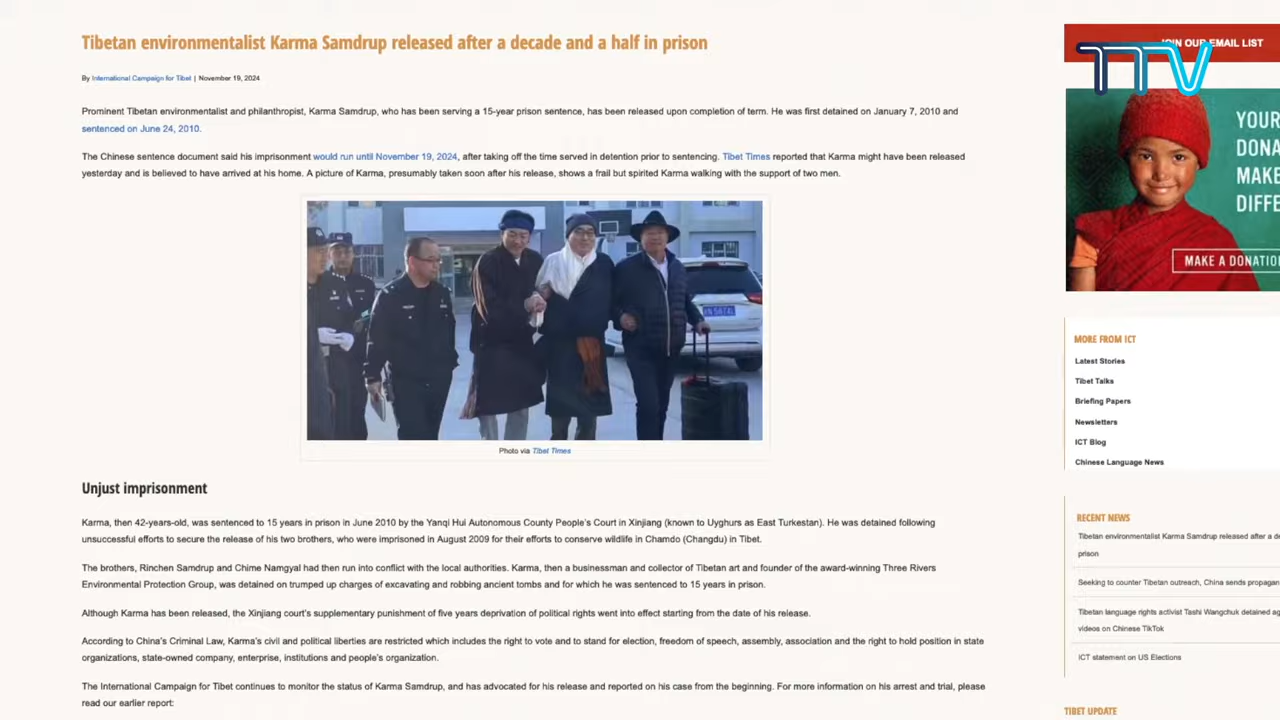 Tibetan environmentalist Karma Samdrup released after a decade and a half in prison
By International Campaign for Tibet | November 19, 2024
Prominent Tibetan environmentalist and philanthropist, Karma Samdrup, who has been serving a 15-year prison sentence, has been released upon completion of term. He was first detained on January 7, 2010 and
sentenced on June 24, 2010.
The Chinese sentence document said his imprisonment would run until November 19, 2024, after taking off the time served in detention prior to sentencing. Tibet Times reported that Karma might have been released
yesterday and is believed to have arrived at his home. A picture of Karma, presumably taken soon after his release, shows a frail but spirited Karma walking with the support of two men.
Photo via Tibet Times
Unjust imprisonment
Karma, then 42-years-old, was sentenced to 15 years in prison in June 2010 by the Yanqi Hui Autonomous County People's Court in Xinjiang (known to Uyghurs as East Turkestan). He was detained following
unsuccessful efforts to secure the release of his two brothers, who were imprisoned in August 2009 for their efforts to conserve wildlife in Chamdo (Changdu) in Tibet.
The brothers, Rinchen Samdrup and Chime Namgyal had then run into conflict with the local authorities. Karma, then a businessman and collector of Tibetan art and founder of the award-winning Three Rivers
Environmental Protection Group, was detained on trumped up charges of excavating and robbing ancient tombs and for which he was sentenced to 15 years in prison.
Although Karma has been released, the Xinjiang court's supplementary punishment of five years deprivation of political rights went into effect starting from the date of his release.
According to China's Criminal Law, Karma's civil and political liberties are restricted which includes the right to vote and to stand for election, freedom of speech, assembly, association and the right to hold position in state
organizations, state-owned company, enterprise, institutions and people's organization.
The International Campaign for Tibet continues to monitor the status of Karma Samdrup, and has advocated for his release and reported on his case from the beginning. For more information on his arrest and trial, please
read our earlier report:
JOIN OUR EMAIL LIST
TTV
YOUR
DONA
MAKE
DIFFE
MAKE A DONATIO
MORE FROM ICT
Latest Stories
Tibet Talks
Briefing Papers
Newsletters
ICT Blog
Chinese Language News
RECENT NEWS
Tibetan environmentalist Karma Samdrup released after a de
prison
Seeking to counter Tibetan outreach, China sends propagan
Tibetan language rights activist Tashi Wangchuk detained ag
videos on Chinese TikTok
ICT statement on US Elections
TIBET UPDATE